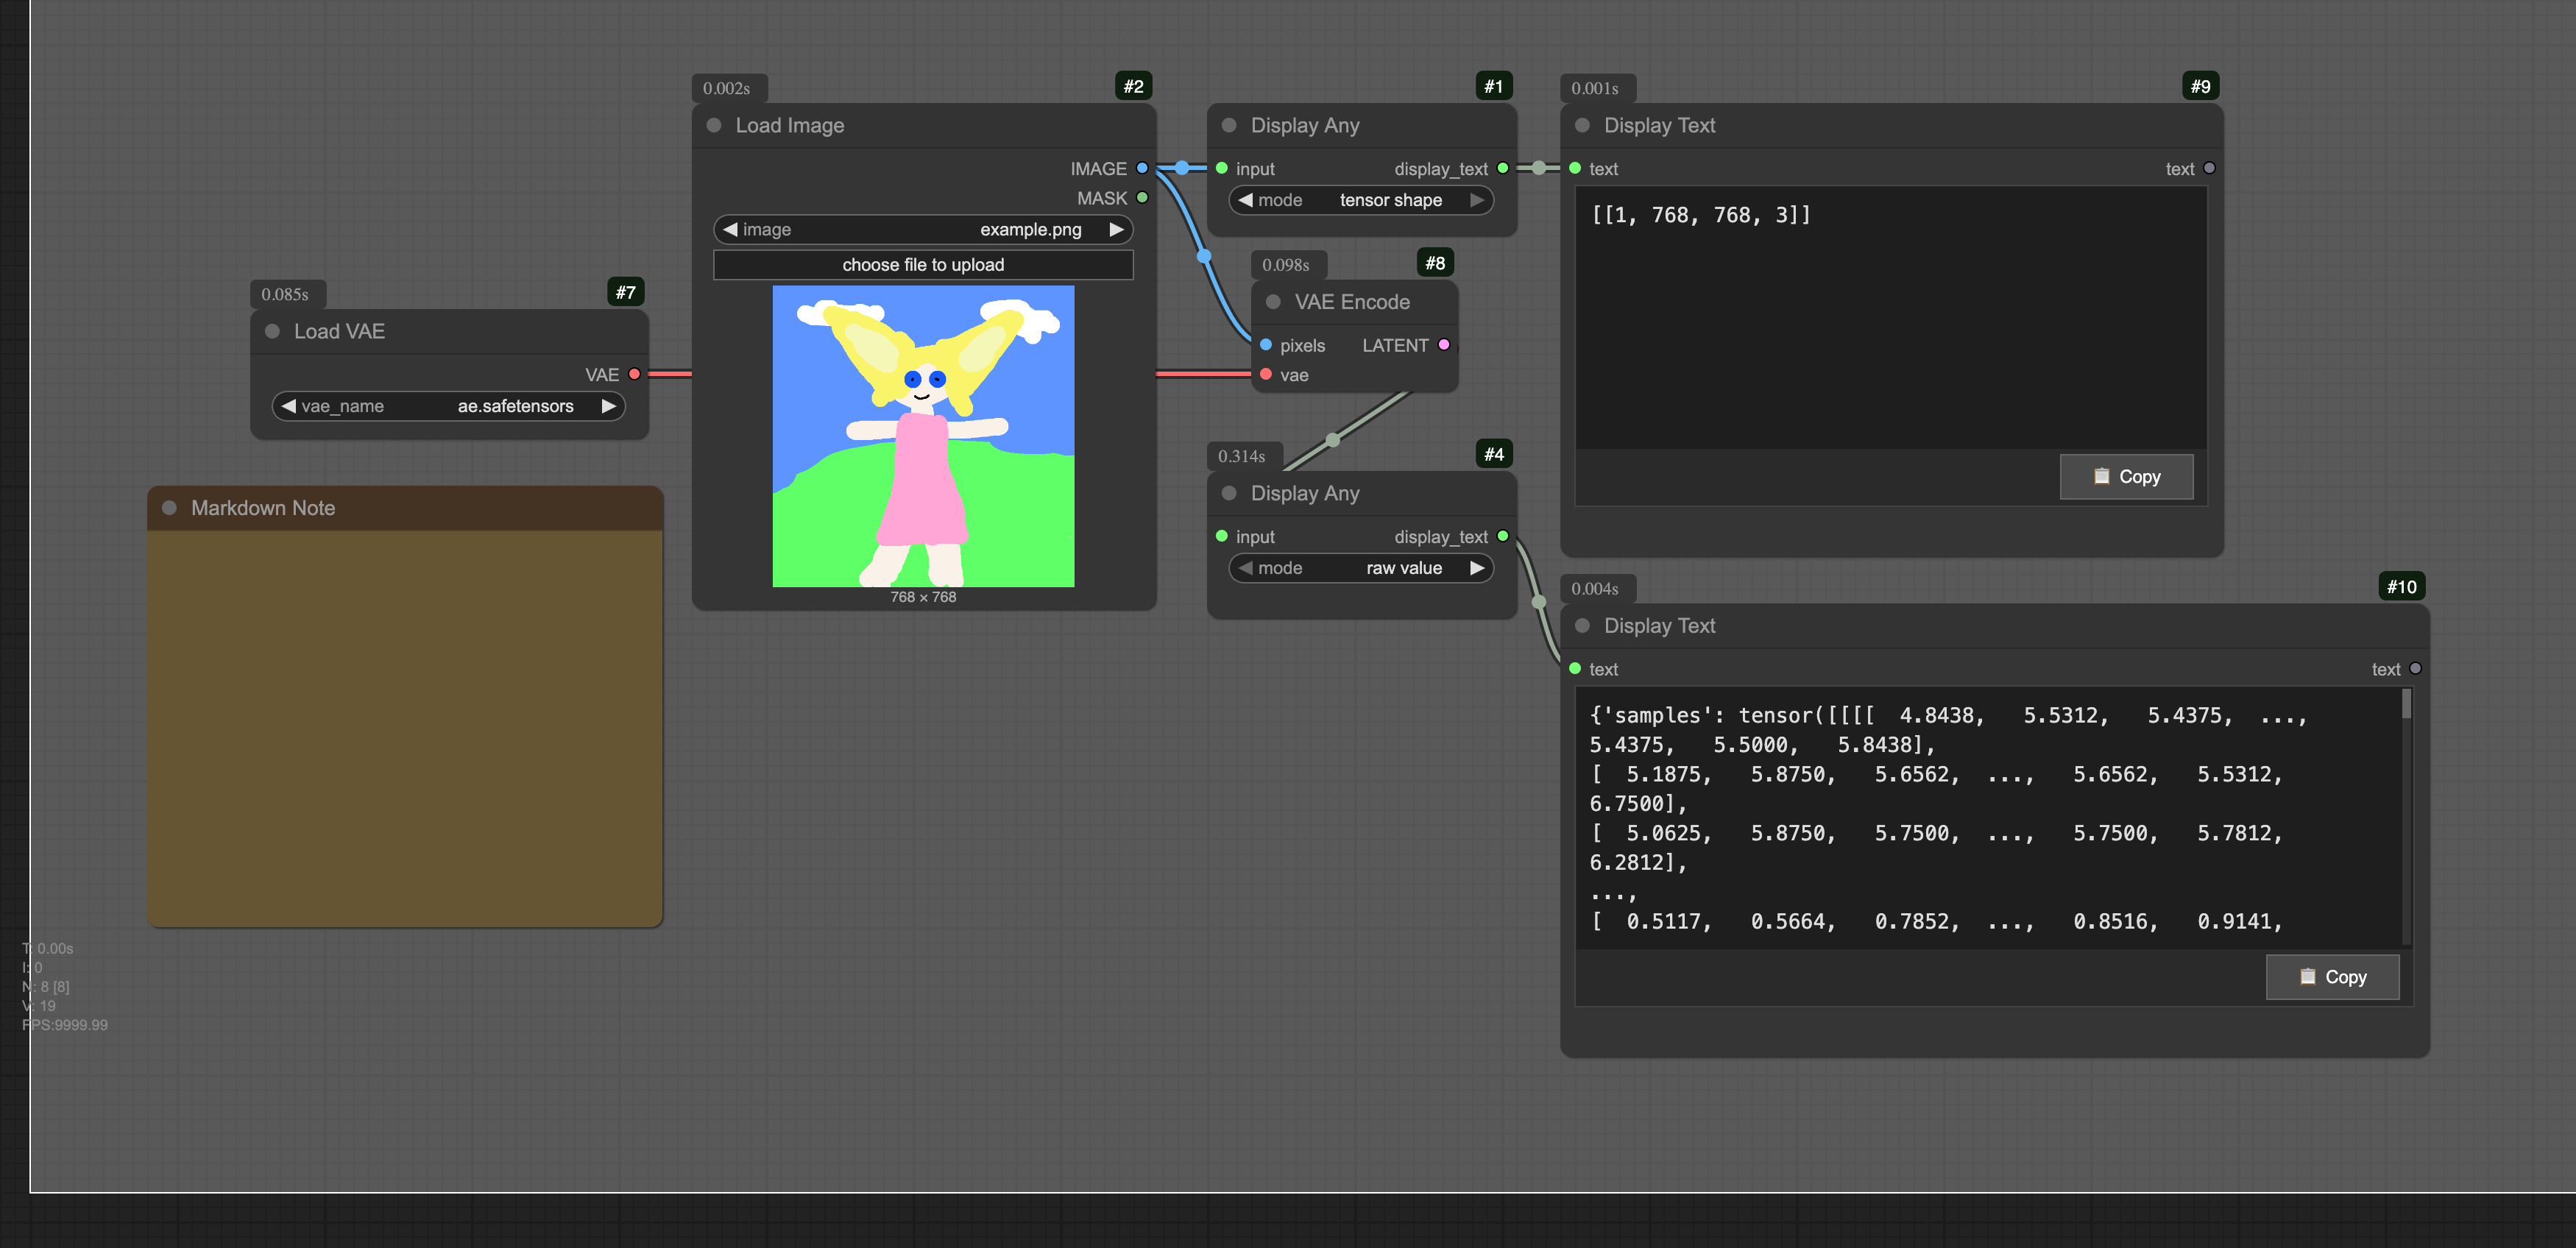 0.002s
#2
Load Image
IMAGE
MASK
image
example.png
choose file to upload
768 × 768
#1
Display Any
input
display_text
mode
tensor shape
0.001s
#9
Display Text
text
text
[[1, 768, 768, 3]]
Copy
0.085s
#7
Load VAE
VAE
vae_name
ae.safetensors
0.098s
#8
VAE Encode
pixels
LATENT
vae
Markdown Note
0.314s
#4
Display Any
input
display_text
mode
raw value
0.004s
#10
Display Text
text
text
{'samples': tensor([[[[ 4.8438, 5.5312, 5.4375, ...,
5.4375, 5.5000, 5.8438],
[ 5.1875, 5.8750, 5.6562, ..., 5.6562, 5.5312,
6.7500],
[ 5.0625, 5.8750, 5.7500, ..., 5.7500, 5.7812,
6.2812],
...,
[ 0.5117, 0.5664, 0.7852, ..., 0.8516, 0.9141,
Copy
T: 0.00s
I: 0
N: 8 [8]
V: 19
FPS:9999.99